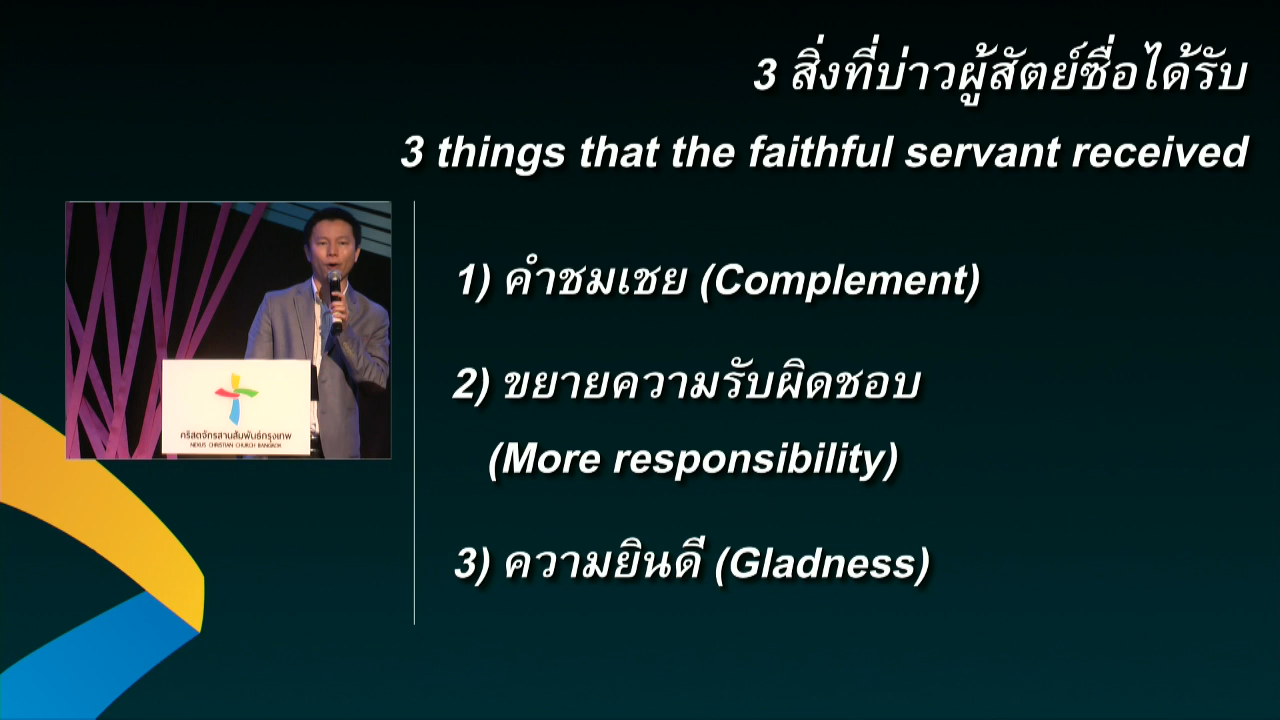 3 สิ่งที่บ่าวผู้สัตย์ซื่อได้รับ
3 things that the faithful servant received
1) คำชมเชย (Complement)
2) ขยายความรับผิดชอบ
(More responsibility)
3) ความยินดี (Gladness)
คริสตจักรสานสัมพันธ์กรุงเทพ
NEXUS CHRISTIAN CHURCH BANGKOK